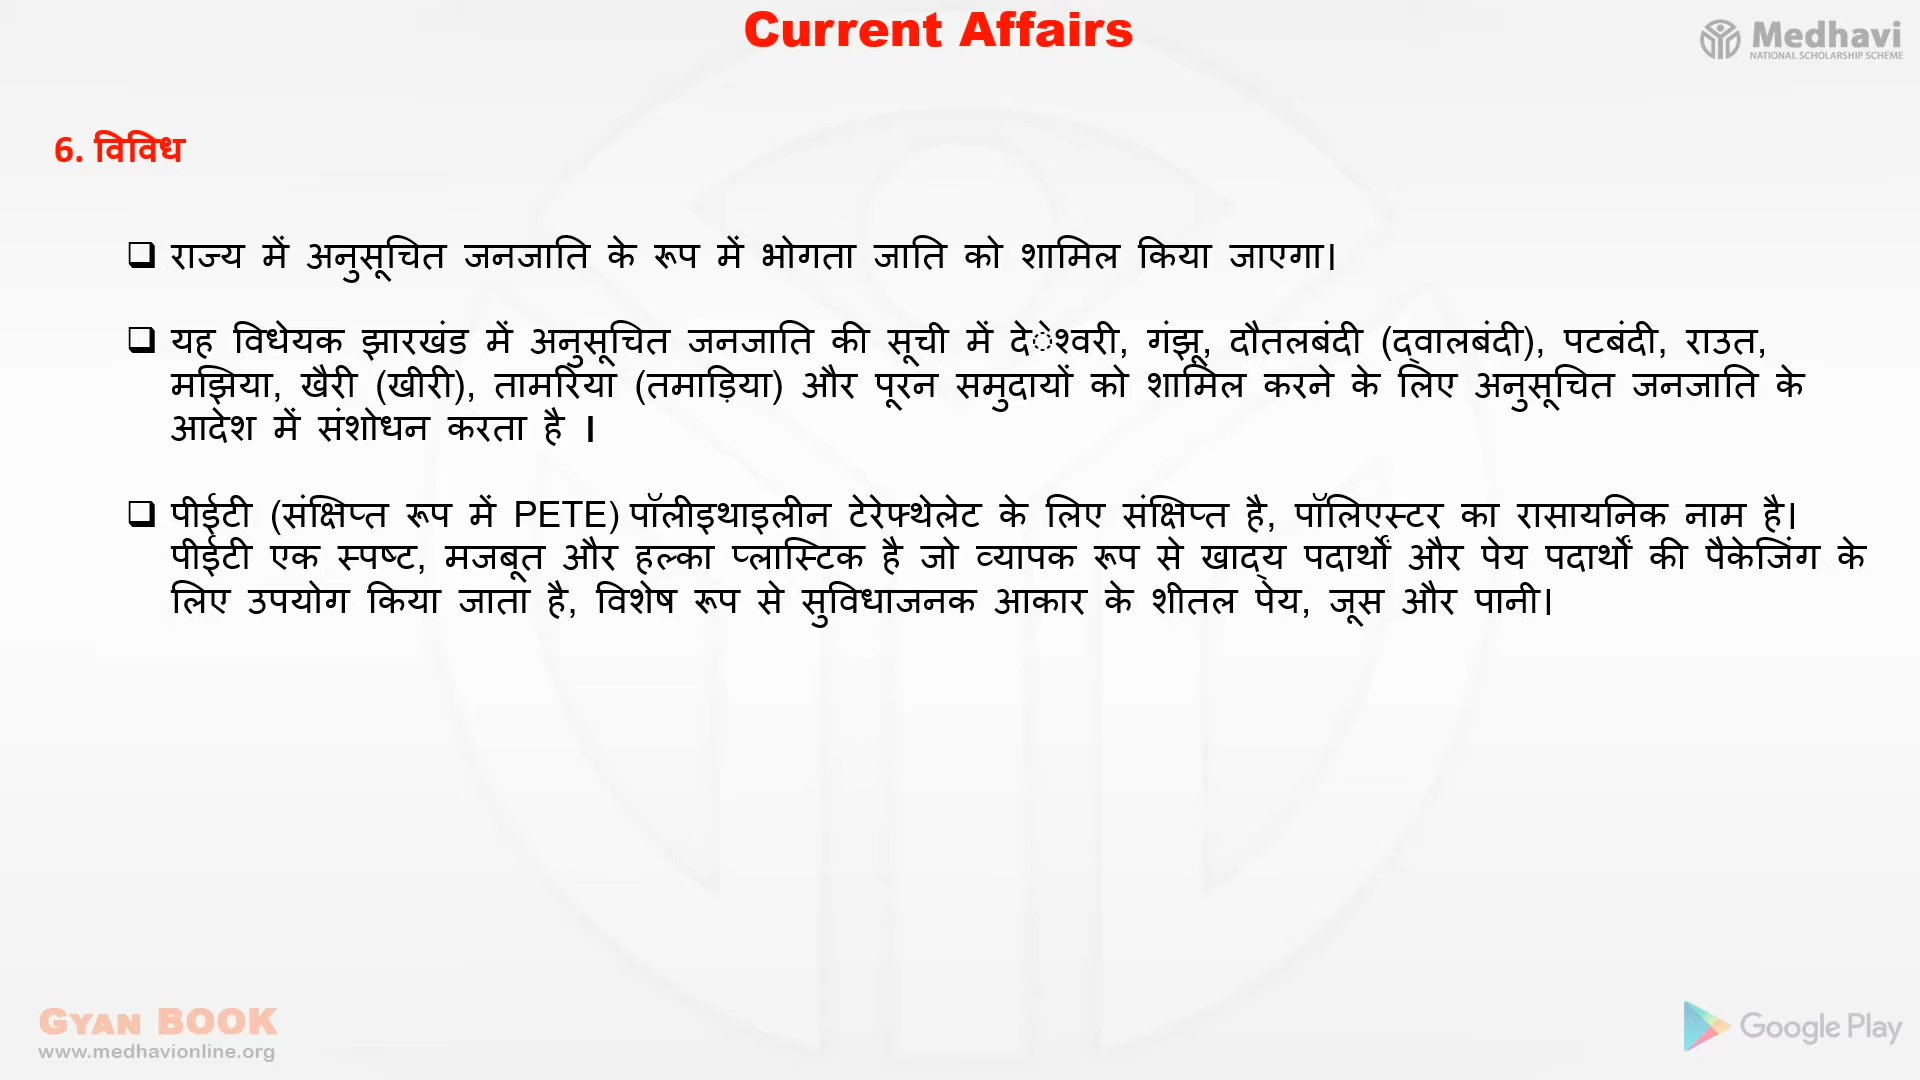 Current Affairs
Medhavi
NATIONAL SCHOLARSHIP SCHEME
6. विविध
राज्य में अनुसूचित जनजाति के रूप में भोगता जाति को शामिल किया जाएगा।
यह विधेयक झारखंड में अनुसूचित जनजाति की सूची में देेश्वरी, गंझू, दौतलबंदी (द्वालबंदी), पटबंदी, राउत,
मझिया, खैरी (खीरी), तामरिया (तमाड़िया) और पूरन समुदायों को शामिल करने के लिए अनुसूचित जनजाति के
आदेश में संशोधन करता है ।
पीईटी (संक्षिप्त रूप में PETE) पॉलीइथाइलीन टेरेफ्थेलेट के लिए संक्षिप्त है, पॉलिएस्टर का रासायनिक नाम है।
पीईटी एक स्पष्ट, मजबूत और हल्का प्लास्टिक है जो व्यापक रूप से खाद्य पदार्थों और पेय पदार्थों की पैकेजिंग के
लिए उपयोग किया जाता है, विशेष रूप से सुविधाजनक आकार के शीतल पेय, जूस और पानी।
GYAN BOOK
www.medhavionline.org
Google Play